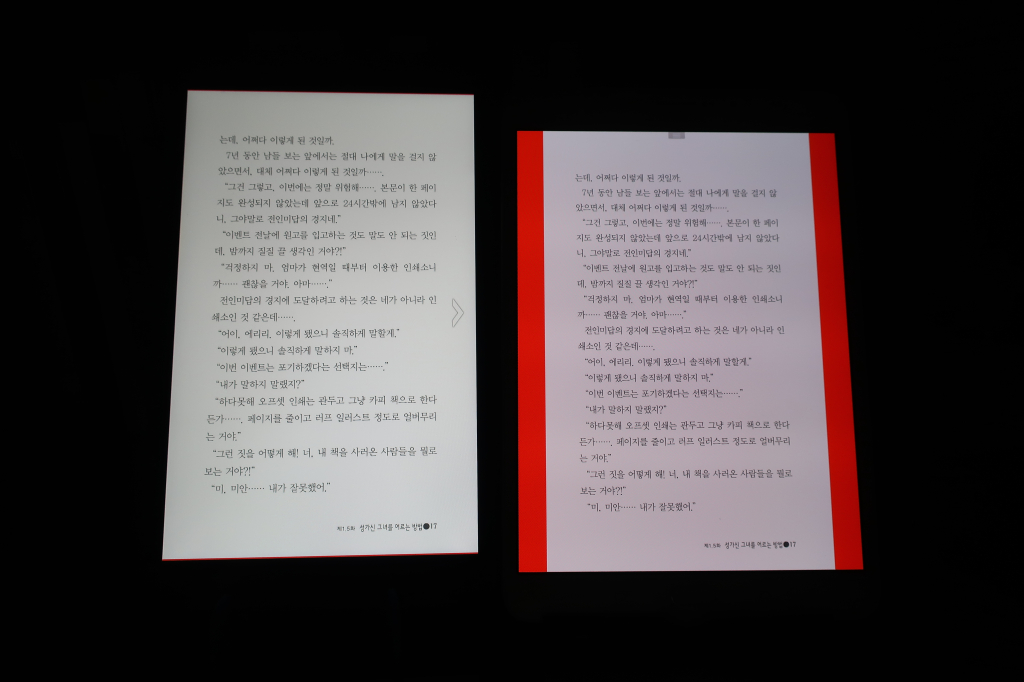 는데, 어쩌다 이렇게 된 것일까.
7년 동안 남들 보는 앞에서는 절대 나에게 말을 걸지 않
았으면서, 대체 어쩌다 이렇게 된 것일까…….
“그건 그렇고, 이번에는 정말 위험해……. 본문이 한 페이
지도 완성되지 않았는데 앞으로 24시간밖에 남지 않았다
니, 그야말로 전인미답의 경지네.”
“이벤트 전날에 원고를 입고하는 것도 말도 안 되는 짓인
데, 밤까지 질질 끌 생각인 거야?!”
“걱정하지 마. 엄마가 현역일 때부터 이용한 인쇄소니
까…… 괜찮을 거야. 아마…….”
전인미답의 경지에 도달하려고 하는 것은 네가 아니라 인
쇄소인 것 같은데…….
“어이, 에리리. 이렇게 됐으니 솔직하게 말할게.”
“이렇게 됐으니 솔직하게 말하지 마.”
“이번 이벤트는 포기하겠다는 선택지는…….”
“내가 말하지 말랬지?”
“하다못해 오프셋 인쇄는 관두고 그냥 카피 책으로 한다
든가……. 페이지를 줄이고 러프 일러스트 정도로 얼버무리
는 거야.”
“그런 짓을 어떻게 해! 너, 내 책을 사러온 사람들을 뭘로
보는 거야?!”
“미, 미안…… 내가 잘못했어.”
제1.5화 성가신 그녀를 어르는 방법●17
는데, 어쩌다 이렇게 된 것일까.
7년 동안 남들 보는 앞에서는 절대 나에게 말을 걸지 않
았으면서, 대체 어쩌다 이렇게 된 것일까…….
“그건 그렇고, 이번에는 정말 위험해……. 본문이 한 페이
지도 완성되지 않았는데 앞으로 24시간밖에 남지 않았다
니, 그야말로 전인미답의 경지네.”
“이벤트 전날에 원고를 입고하는 것도 말도 안 되는 짓인
데, 밤까지 질질 끌 생각인 거야?!”
“걱정하지 마. 엄마가 현역일 때부터 이용한 인쇄소니
까…… 괜찮을 거야. 아마…….”
전인미답의 경지에 도달하려고 하는 것은 네가 아니라 인
쇄소인 것 같은데…….
“어이, 에리리. 이렇게 됐으니 솔직하게 말할게.”
“이렇게 됐으니 솔직하게 말하지 마.”
“이번 이벤트는 포기하겠다는 선택지는…….”
“내가 말하지 말랬지?”
“하다못해 오프셋 인쇄는 관두고 그냥 카피 책으로 한다
든가……. 페이지를 줄이고 러프 일러스트 정도로 얼버무리
는 거야.”
“그런 짓을 어떻게 해! 너, 내 책을 사러온 사람들을 뭘로
보는 거야?!”
“미, 미안…… 내가 잘못했어.”
제1.5화 성가신 그녀를 어르는 방법●17